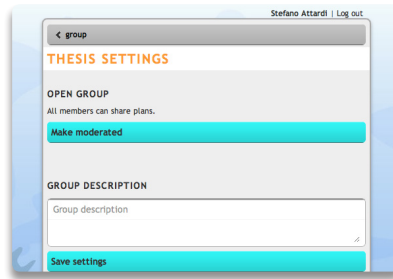 Stefano Attardi | Log out
< group
THESIS SETTINGS
OPEN GROUP
All members can share plans.
Make moderated
GROUP DESCRIPTION
Group description
Save settings